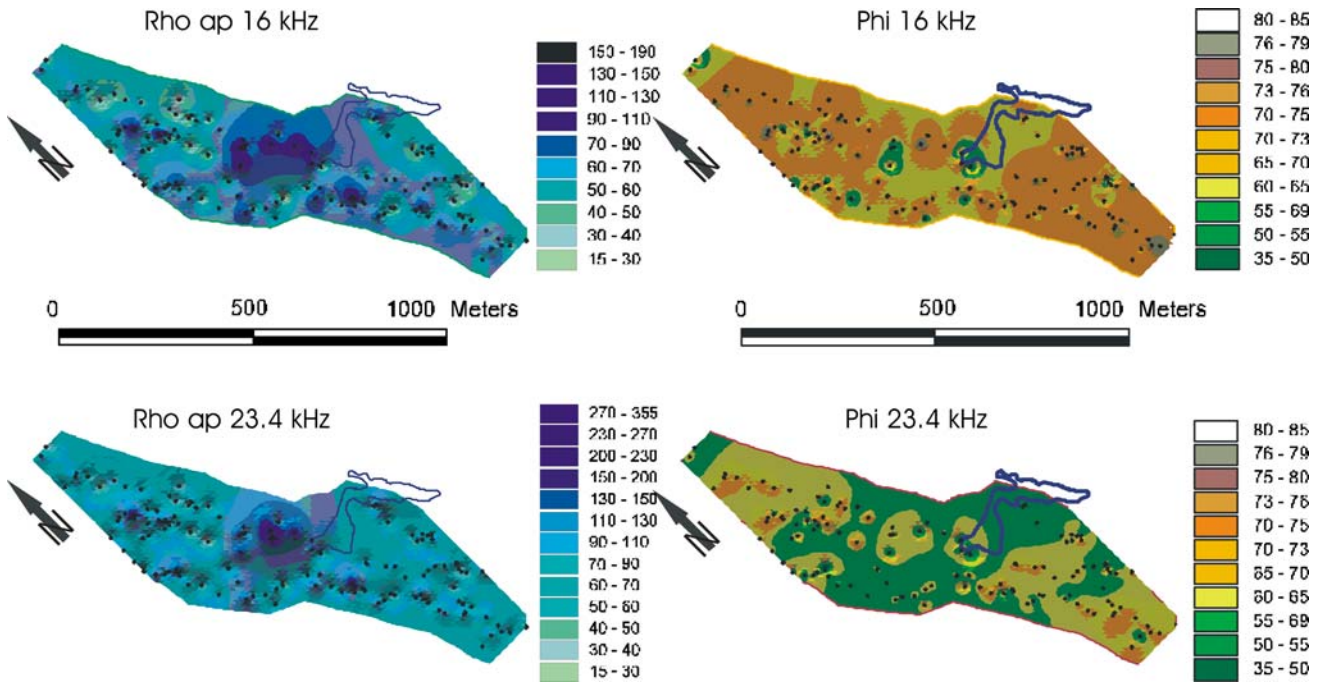 Rho ap 16 kHz
150 - 190
130 - 150
110 - 130
90 - 110
70 - 90
60 - 70
50 - 60
40 - 50
30 - 40
15 - 30
N
Phi 16 kHz
80 - 85
76 - 79
75 - 80
73 - 76
70 - 75
70 - 73
65 - 70
60 - 65
55 - 69
50 - 55
35 - 50
N
0 500 1000 Meters
0 500 1000 Meters
Rho ap 23.4 kHz
270 - 355
230 - 270
200 - 230
150 - 200
130 - 150
110 - 130
90 - 110
70 - 90
60 - 70
50 - 60
40 - 50
30 - 40
15 - 30
N
Phi 23.4 kHz
80 - 85
76 - 79
75 - 80
73 - 76
70 - 75
70 - 73
65 - 70
60 - 65
55 - 69
50 - 55
35 - 50
N